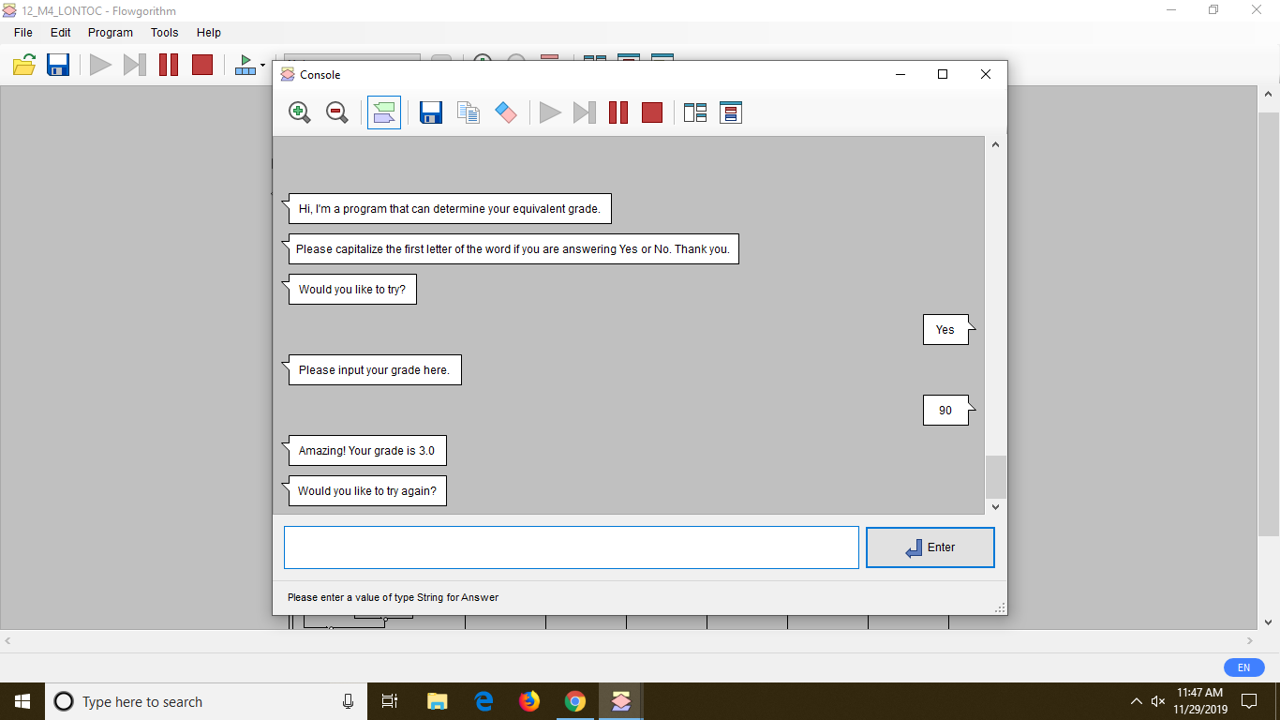 12_M4_LONTOC - Flowgorithm
File Edit Program Tools Help
Console
Hi, I'm a program that can determine your equivalent grade.
Please capitalize the first letter of the word if you are answering Yes or No. Thank you.
Would you like to try?
Yes
Please input your grade here.
90
Amazing! Your grade is 3.0
Would you like to try again?
Enter
Please enter a value of type String for Answer
EN
Type here to search
11:47 AM
11/29/2019